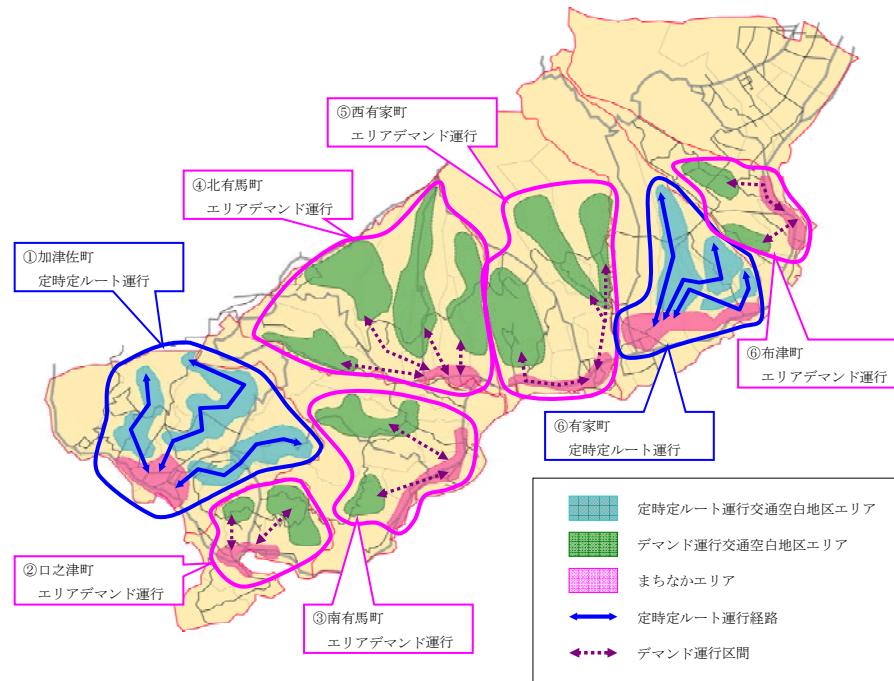 ⑤西有家町
エリアデマンド運行
④北有馬町
エリアデマンド運行
①加津佐町
定時定ルート運行
⑥布津町
エリアデマンド運行
⑥有家町
定時定ルート運行
②口之津町
エリアデマンド運行
③南有馬町
エリアデマンド運行
定時定ルート運行交通空白地区エリア
デマンド運行交通空白地区エリア
まちなかエリア
定時定ルート運行経路
デマンド運行区間